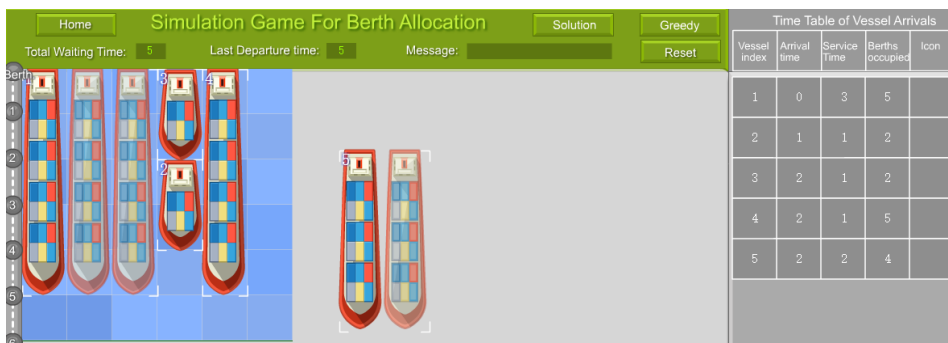 Home
Simulation Game For Berth Allocation
Solution
Greedy
Total Waiting Time: 5
Last Departure time: 5
Message:
Reset
Time Table of Vessel Arrivals
Vessel index Arrival time Service Time Berths occupied Icon
1 0 3 5
2 1 1 2
3 2 1 2
4 2 1 5
5 2 2 4
Berth
1
2
3
4
5
6
1
3
4
2
5